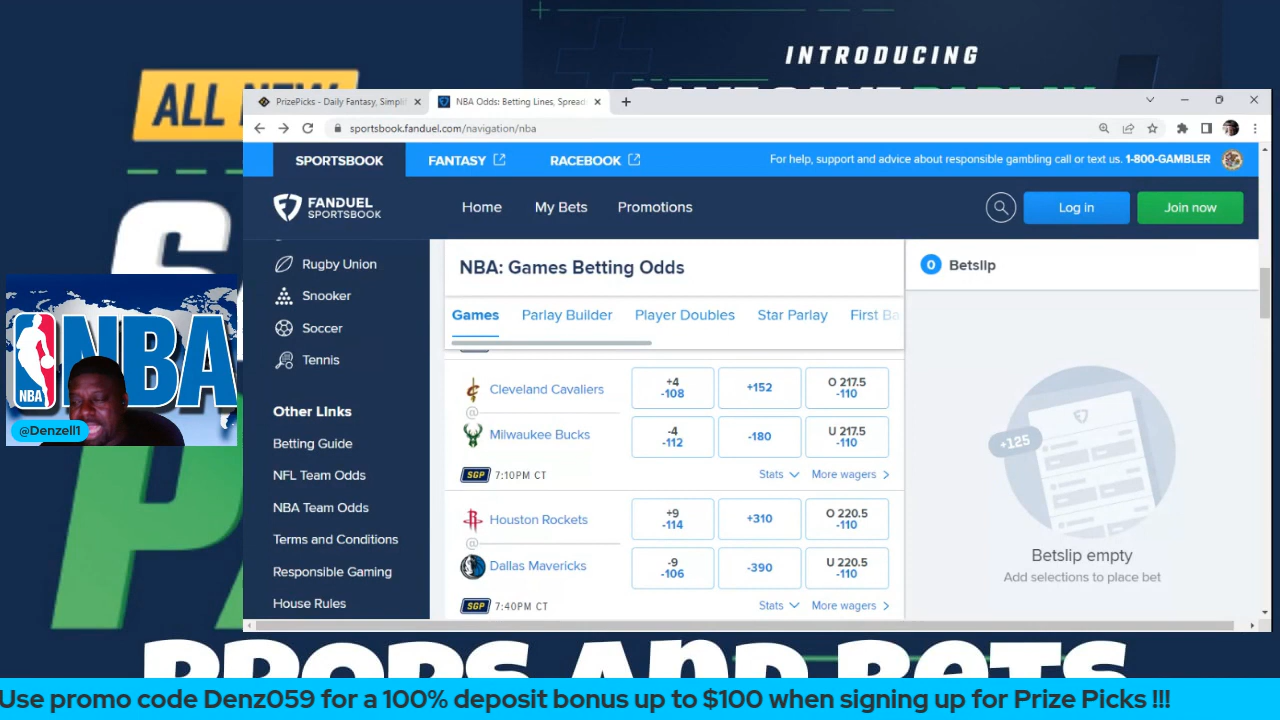 INTRODUCING
ALL
PrizePicks - Daily Fantasy, Simpli
NBA Odds: Betting Lines, Spread
sportsbook.fanduel.com/navigation/nba
SPORTSBOOK
FANTASY
RACEBOOK
For help, support and advice about responsible gambling call or text us. 1-800-GAMBLER
FANDUEL
SPORTSBOOK
Home
My Bets
Promotions
Log in
Join now
Rugby Union
Snooker
Soccer
Tennis
Other Links
Betting Guide
NFL Team Odds
NBA Team Odds
Terms and Conditions
Responsible Gaming
House Rules
NBA: Games Betting Odds
Games
Parlay Builder
Player Doubles
Star Parlay
First Ba
Cleveland Cavaliers
+4
-108
+152
O 217.5
-110
@
Milwaukee Bucks
-4
-112
-180
U 217.5
-110
SGP 7:10PM CT
Stats
More wagers
Houston Rockets
+9
-114
+310
O 220.5
-110
@
Dallas Mavericks
-9
-106
-390
U 220.5
-110
SGP 7:40PM CT
Stats
More wagers
0 Betslip
+125
Betslip empty
Add selections to place bet
NBA
NBA
@Denzell1
PROPS AND BETS
Use promo code Denz059 for a 100% deposit bonus up to $100 when signing up for Prize Picks !!!